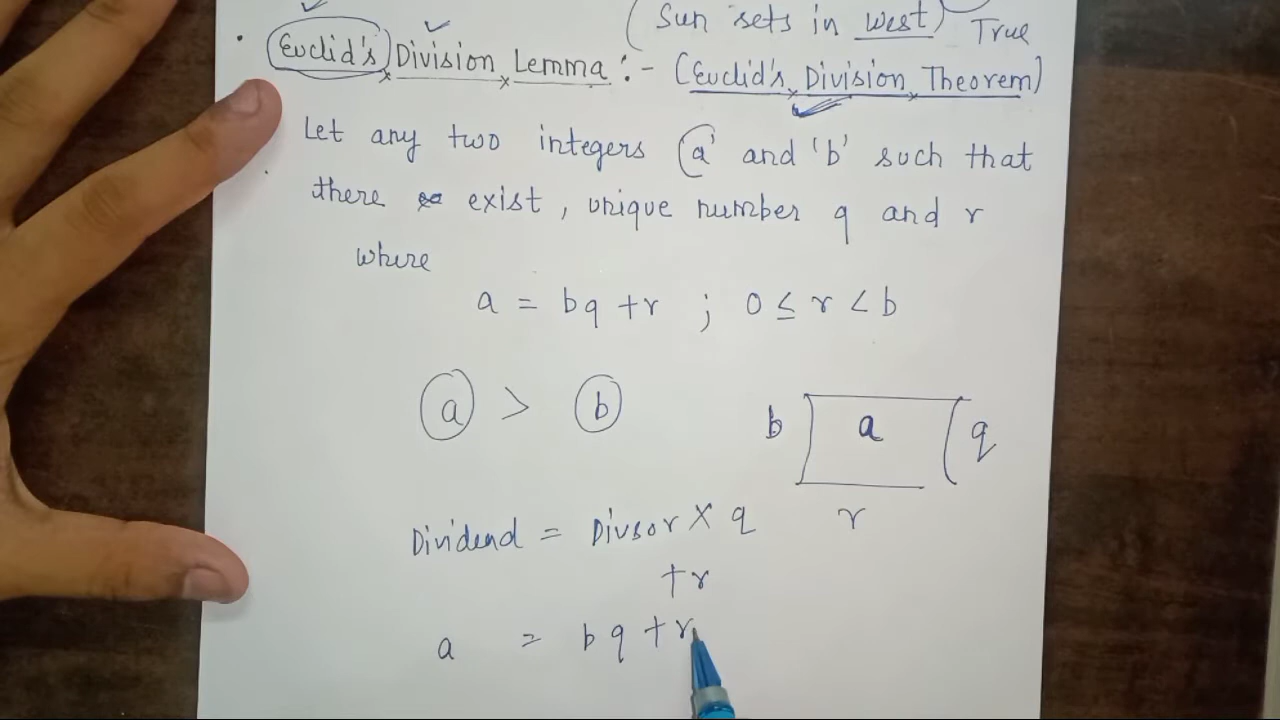 (Sun sets in west) True
• Euclid's Division Lemma :- (Euclid's Division Theorem)
Let any two integers 'a' and 'b' such that
there exist, unique number q and r
where
a = bq + r ; 0 ≤ r < b
a > b
b a q
r
Dividend = Divsor × q
+ r
a = bq + r